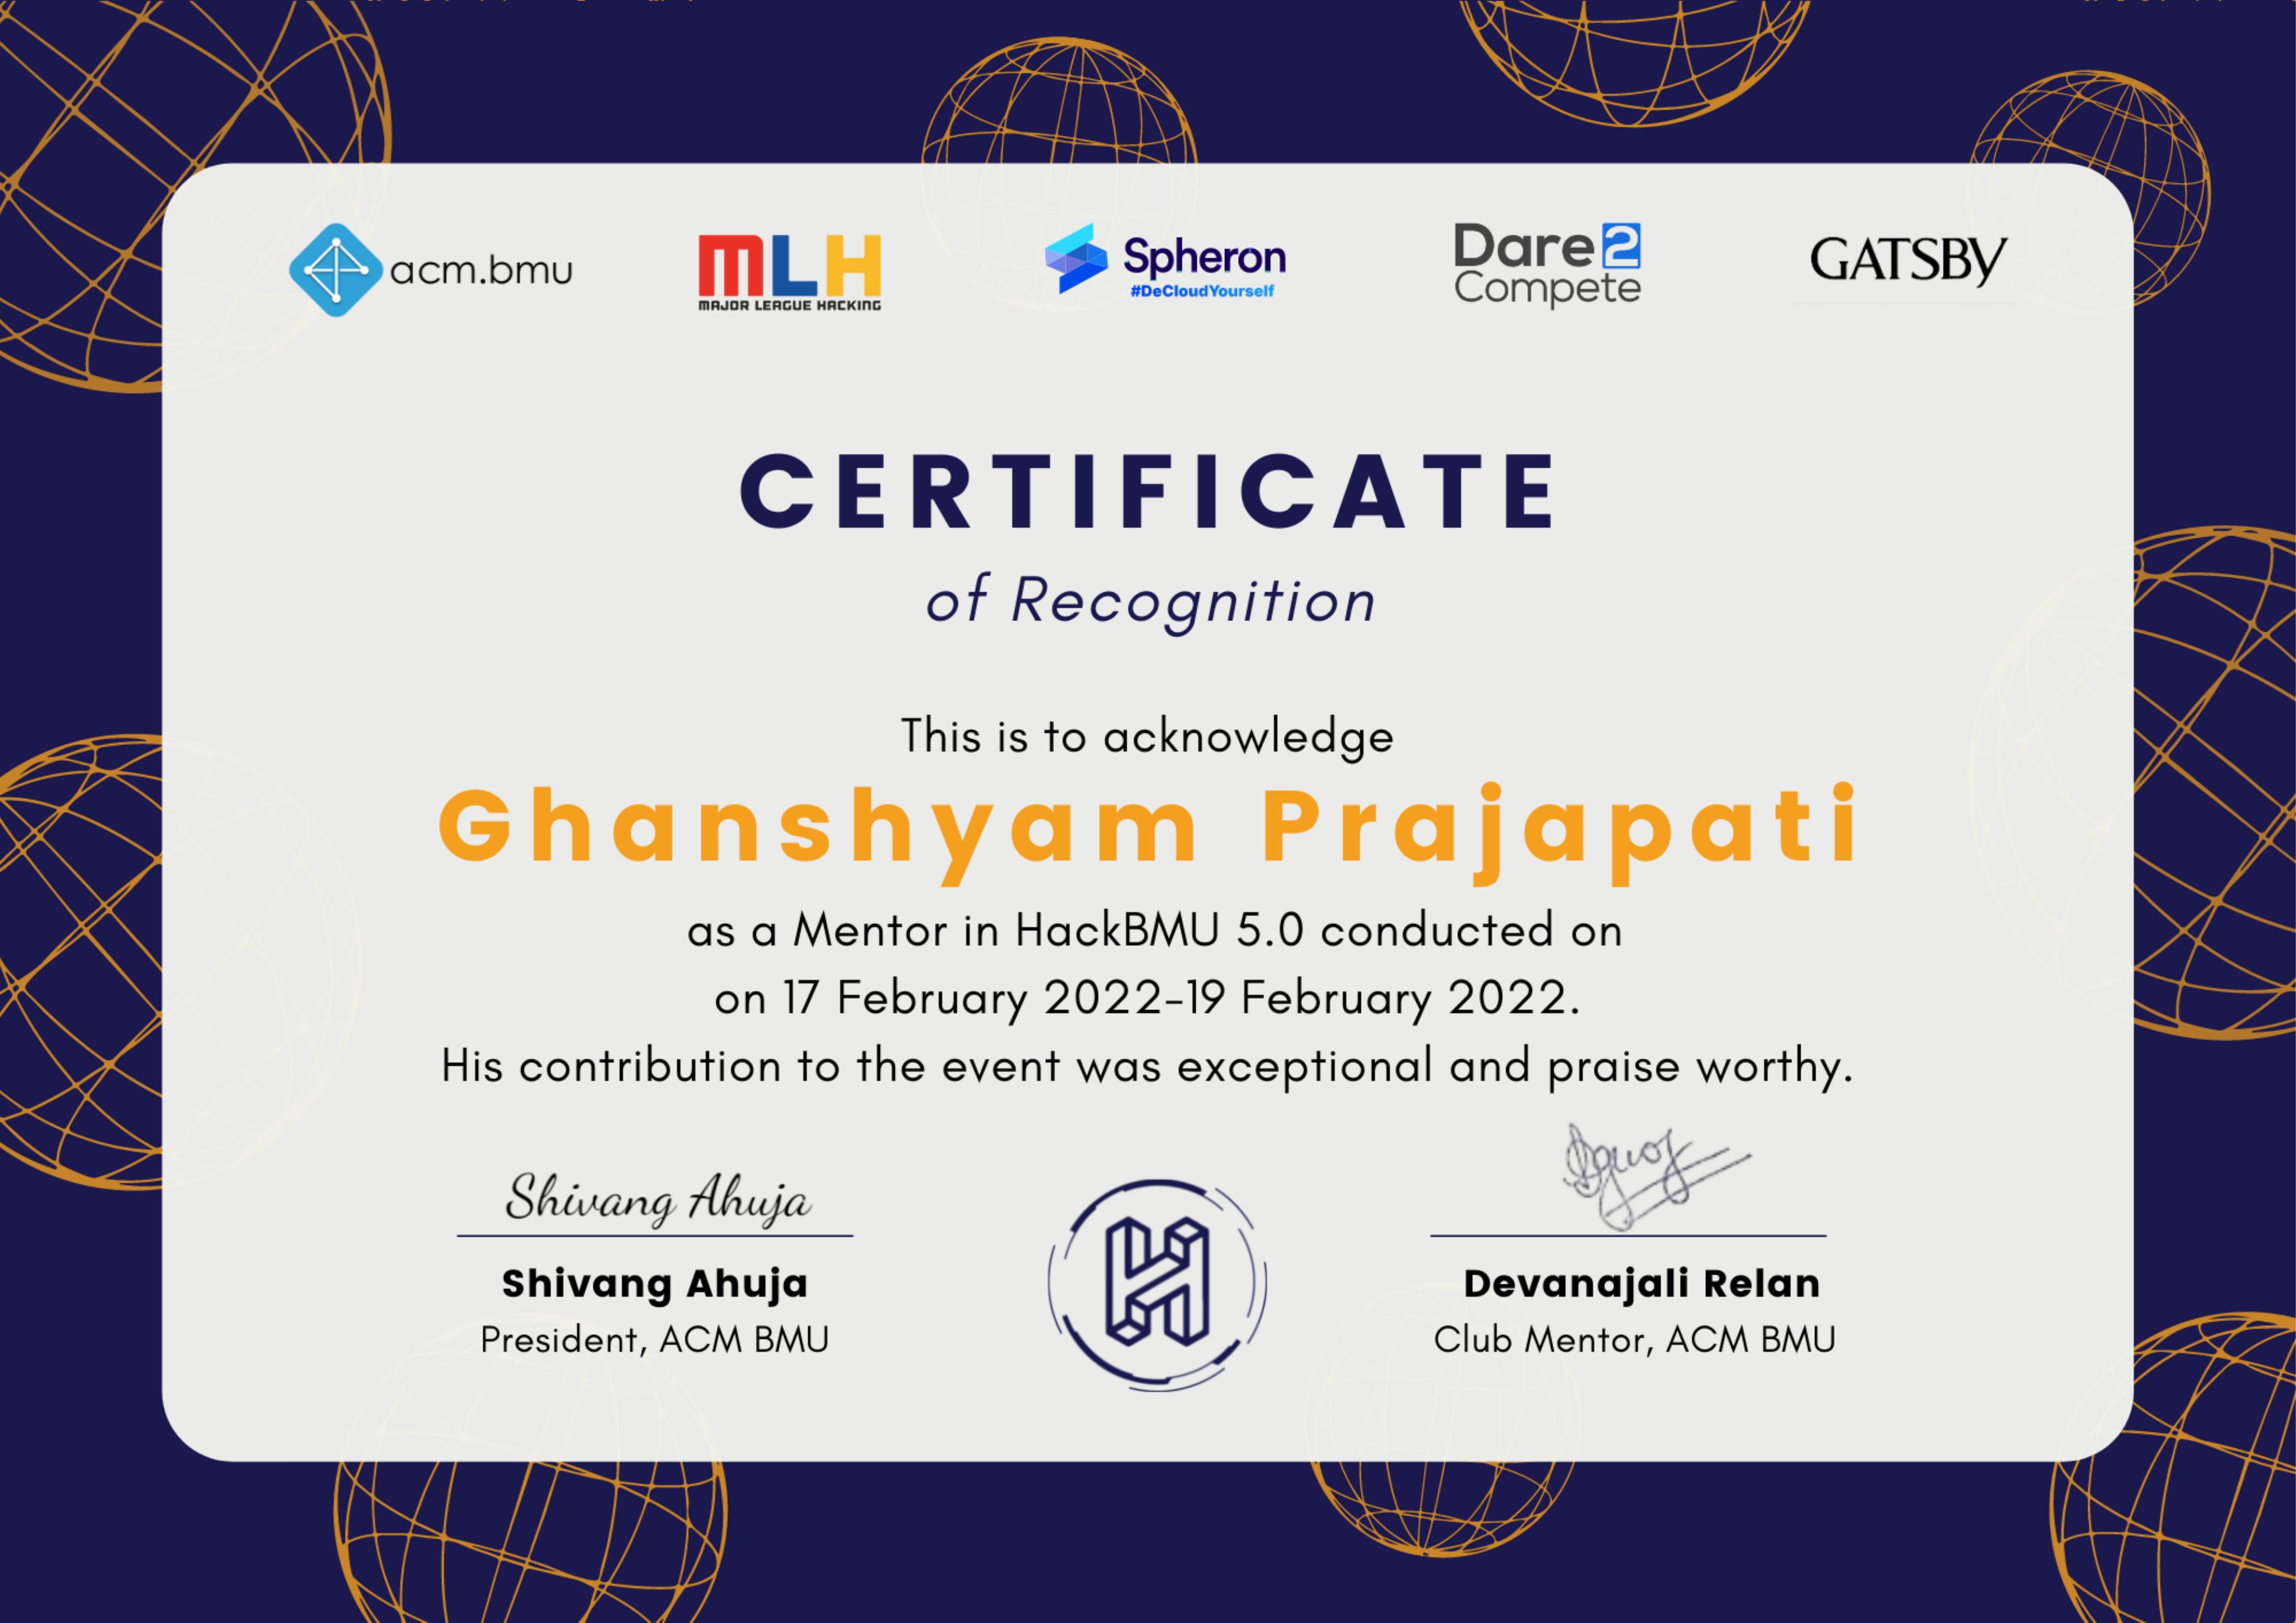 acm.bmu
MLH
MAJOR LEAGUE HACKING
Spheron
#DeCloudYourself
Dare2
Compete
GATSBY
CERTIFICATE
of Recognition
This is to acknowledge
Ghanshyam Prajapati
as a Mentor in HackBMU 5.0 conducted on
on 17 February 2022-19 February 2022.
His contribution to the event was exceptional and praise worthy.
Shivang Ahuja
Shivang Ahuja
President, ACM BMU
H
Devanajali Relan
Club Mentor, ACM BMU